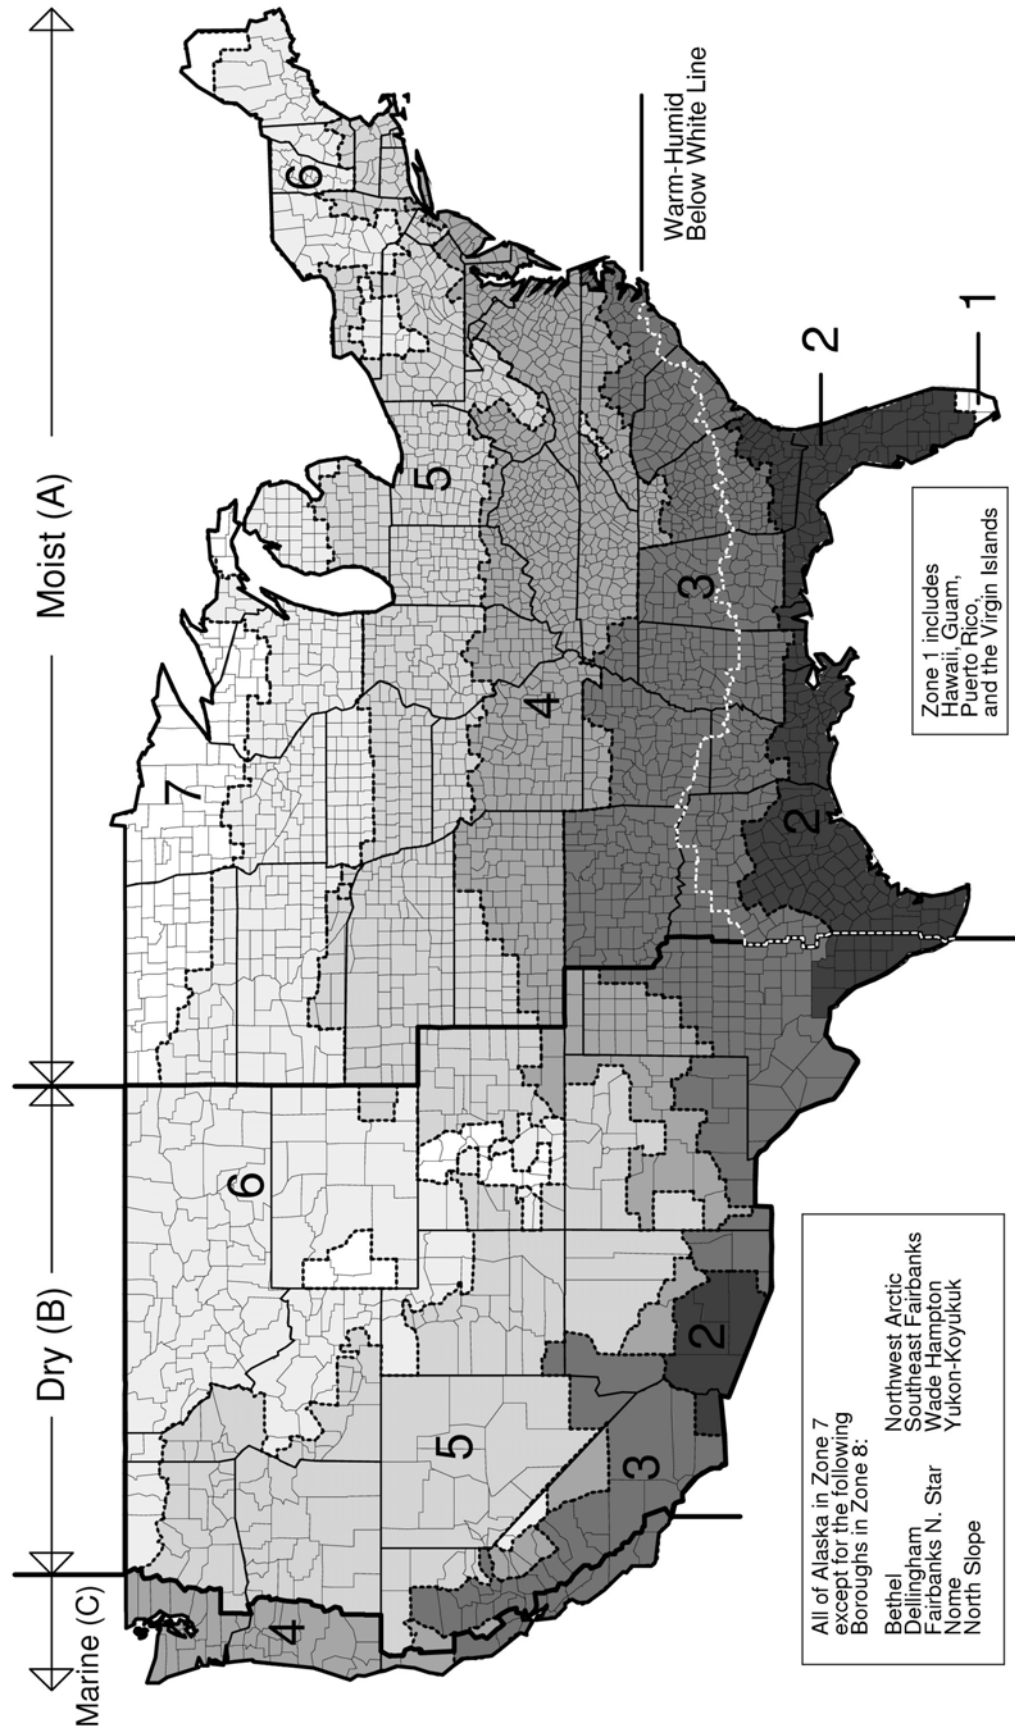 Marine (C)
Dry (B)
Moist (A)
7
6
6
6
5
5
4
4
3
3
2
2
2
1
Warm-Humid
Below White Line
Zone 1 includes
Hawaii, Guam,
Puerto Rico,
and the Virgin Islands
All of Alaska in Zone 7
except for the following
Boroughs in Zone 8:
Bethel
Dellingham
Fairbanks N. Star
Nome
North Slope
Northwest Arctic
Southeast Fairbanks
Wade Hampton
Yukon-Koyukuk